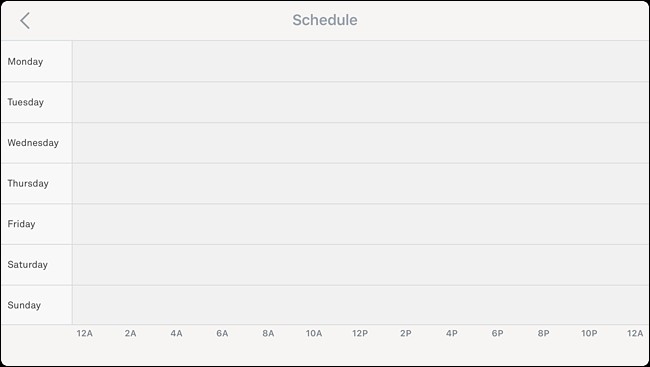 Schedule
Monday
Tuesday
Wednesday
Thursday
Friday
Saturday
Sunday
12A 2A 4A 6A 8A 10A 12P 2P 4P 6P 8P 10P 12A